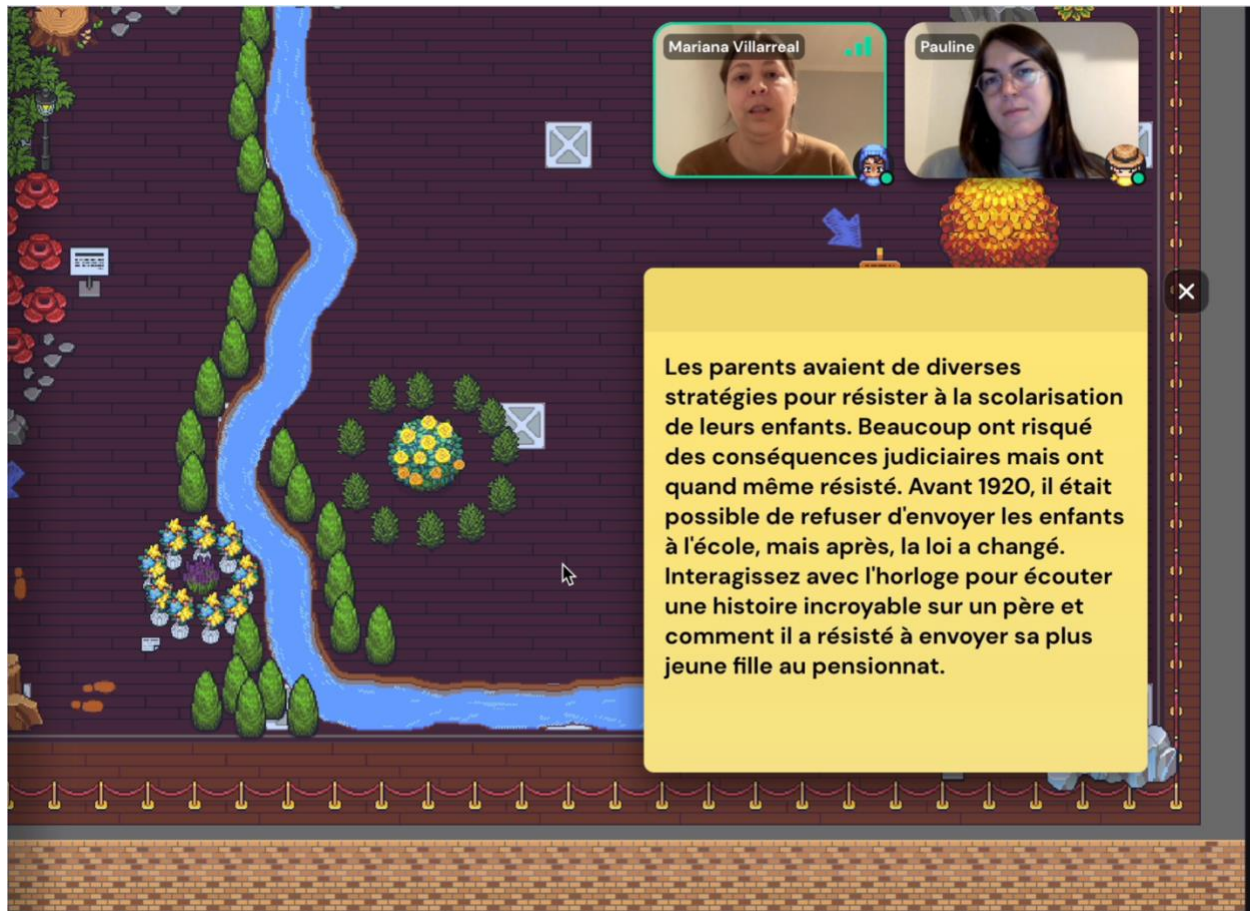 Mariana Villarreal
Pauline
Les parents avaient de diverses
stratégies pour résister à la scolarisation
de leurs enfants. Beaucoup ont risqué
des conséquences judiciaires mais ont
quand même résisté. Avant 1920, il était
possible de refuser d'envoyer les enfants
à l'école, mais après, la loi a changé.
Interagissez avec l'horloge pour écouter
une histoire incroyable sur un père et
comment il a résisté à envoyer sa plus
jeune fille au pensionnat.